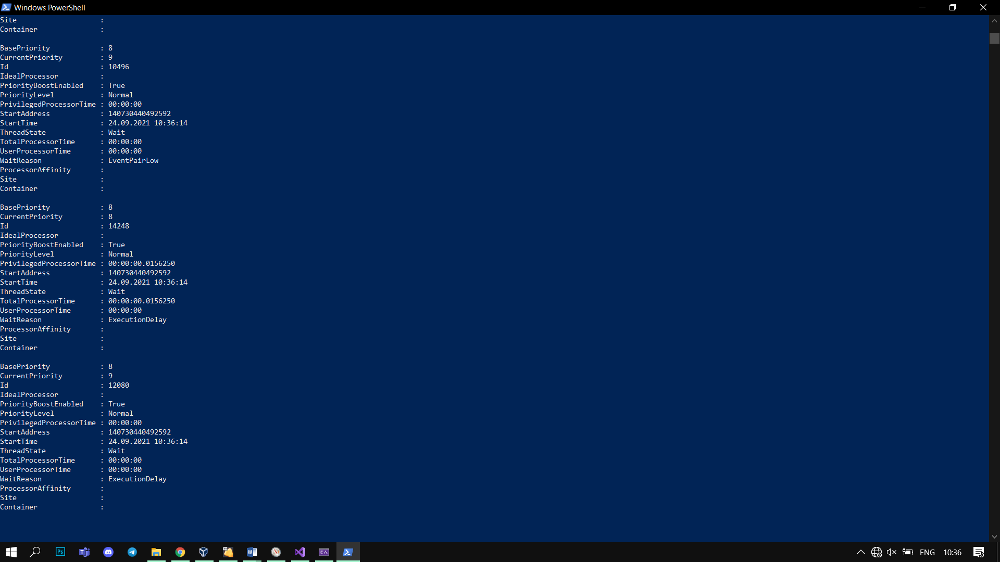 Windows PowerShell
Site                    :
Container               :

BasePriority            : 8
CurrentPriority         : 9
Id                      : 10496
IdealProcessor          :
PriorityBoostEnabled    : True
PriorityLevel           : Normal
PrivilegedProcessorTime : 00:00:00
StartAddress            : 140730440492592
StartTime               : 24.09.2021 10:36:14
ThreadState             : Wait
TotalProcessorTime      : 00:00:00
UserProcessorTime       : 00:00:00
WaitReason              : EventPairLow
ProcessorAffinity       :
Site                    :
Container               :

BasePriority            : 8
CurrentPriority         : 8
Id                      : 14248
IdealProcessor          :
PriorityBoostEnabled    : True
PriorityLevel           : Normal
PrivilegedProcessorTime : 00:00:00.0156250
StartAddress            : 140730440492592
StartTime               : 24.09.2021 10:36:14
ThreadState             : Wait
TotalProcessorTime      : 00:00:00.0156250
UserProcessorTime       : 00:00:00
WaitReason              : ExecutionDelay
ProcessorAffinity       :
Site                    :
Container               :

BasePriority            : 8
CurrentPriority         : 9
Id                      : 12080
IdealProcessor          :
PriorityBoostEnabled    : True
PriorityLevel           : Normal
PrivilegedProcessorTime : 00:00:00
StartAddress            : 140730440492592
StartTime               : 24.09.2021 10:36:14
ThreadState             : Wait
TotalProcessorTime      : 00:00:00
UserProcessorTime       : 00:00:00
WaitReason              : ExecutionDelay
ProcessorAffinity       :
Site                    :
Container               :
Ps
C:\
ENG 10:36